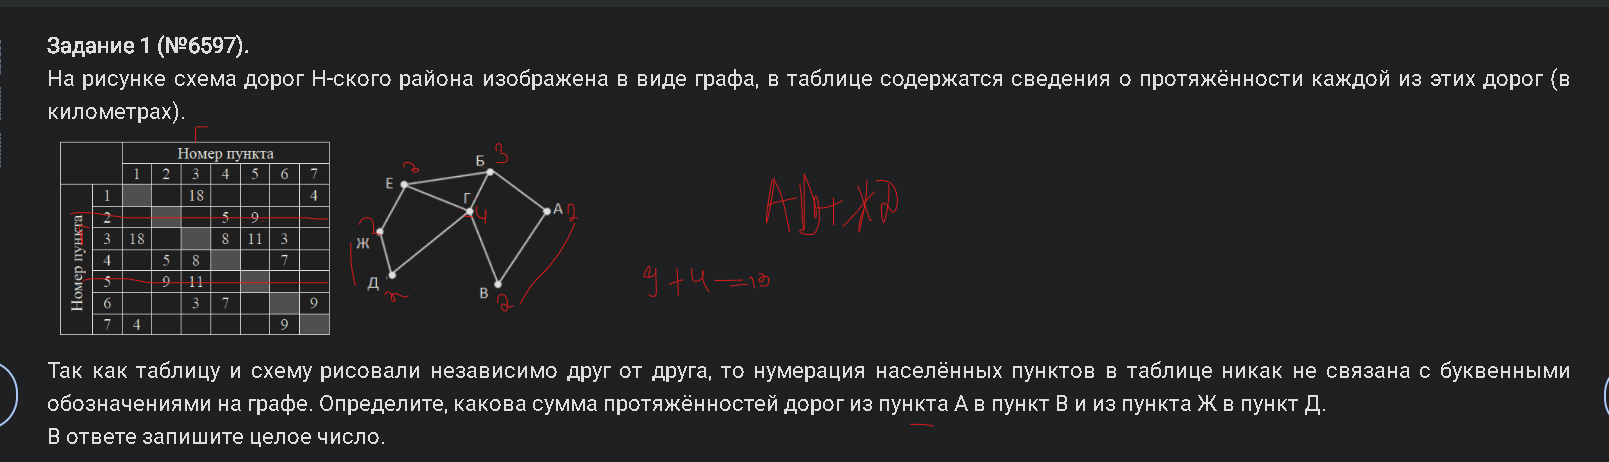 Задание 1 (№6597).
На рисунке схема дорог Н-ского района изображена в виде графа, в таблице содержатся сведения о протяжённости каждой из этих дорог (в
километрах).
Г
Номер пункта
1 2 3 4 5 6 7
Номер пункта
1 18 4
2 5 9
3 18 8 11 3
4 5 8 7
5 9 11
6 3 7 9
7 4 9
Б 3
Е 3
Г 4
А 2
Ж 2
Д 2
В 2
АВ+ЖД
9+4=13
Так как таблицу и схему рисовали независимо друг от друга, то нумерация населённых пунктов в таблице никак не связана с буквенными
обозначениями на графе. Определите, какова сумма протяжённостей дорог из пункта А в пункт В и из пункта Ж в пункт Д.
В ответе запишите целое число.